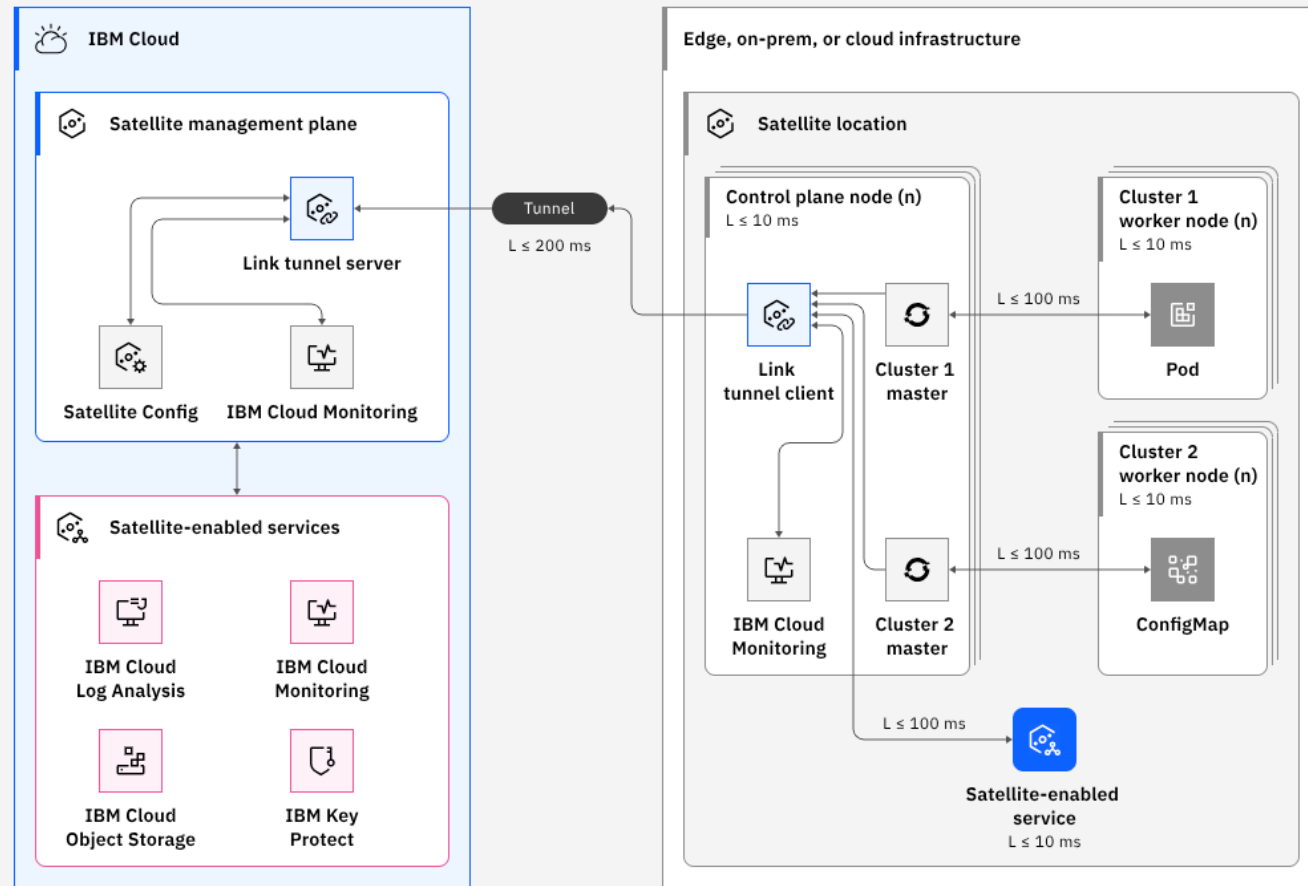 IBM Cloud
Satellite management plane
Link tunnel server
Satellite Config
IBM Cloud Monitoring
Satellite-enabled services
IBM Cloud
Log Analysis
IBM Cloud
Monitoring
IBM Cloud
Object Storage
IBM Key
Protect
Tunnel
L ≤ 200 ms
Edge, on-prem, or cloud infrastructure
Satellite location
Control plane node (n)
L ≤ 10 ms
Link
tunnel client
Cluster 1
master
IBM Cloud
Monitoring
Cluster 2
master
L ≤ 100 ms
Cluster 1
worker node (n)
L ≤ 10 ms
Pod
L ≤ 100 ms
Cluster 2
worker node (n)
L ≤ 10 ms
ConfigMap
L ≤ 100 ms
Satellite-enabled
service
L ≤ 10 ms